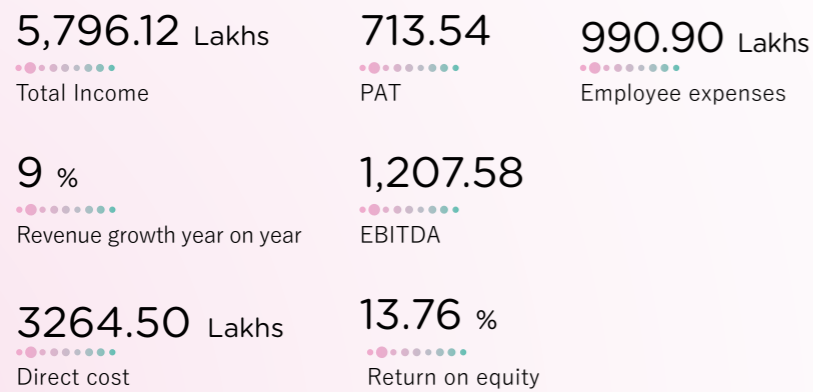 5,796.12 Lakhs
Total Income
713.54
PAT
990.90 Lakhs
Employee expenses
9 %
Revenue growth year on year
1,207.58
EBITDA
3264.50 Lakhs
Direct cost
13.76 %
Return on equity